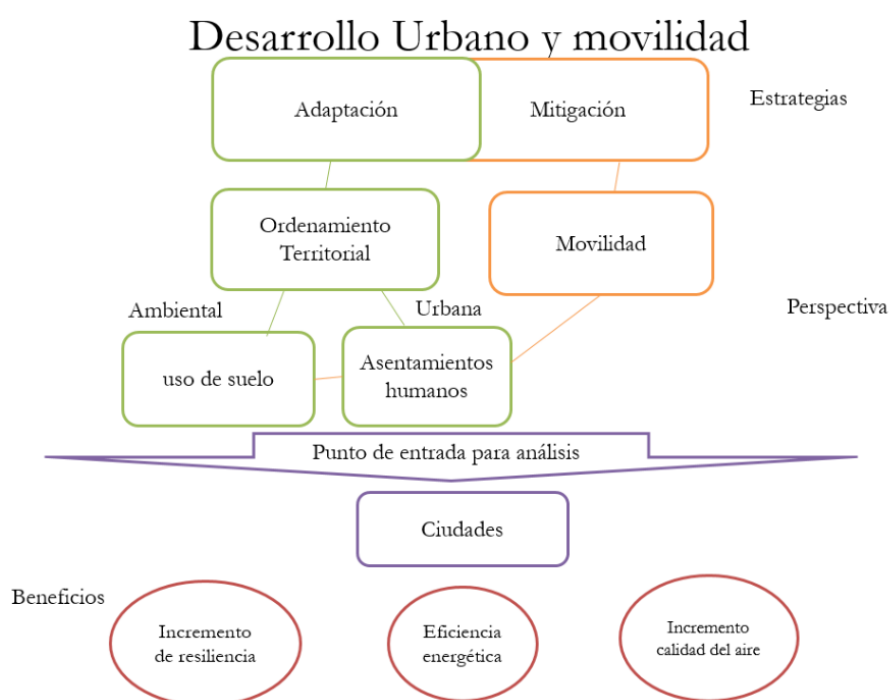 Desarrollo Urbano y movilidad
Adaptación
Mitigación
Estrategias
Ordenamiento
Territorial
Movilidad
Ambiental
Urbana
Perspectiva
uso de suelo
Asentamientos
humanos
Punto de entrada para análisis
Ciudades
Beneficios
Incremento
de resiliencia
Eficiencia
energética
Incremento
calidad del aire